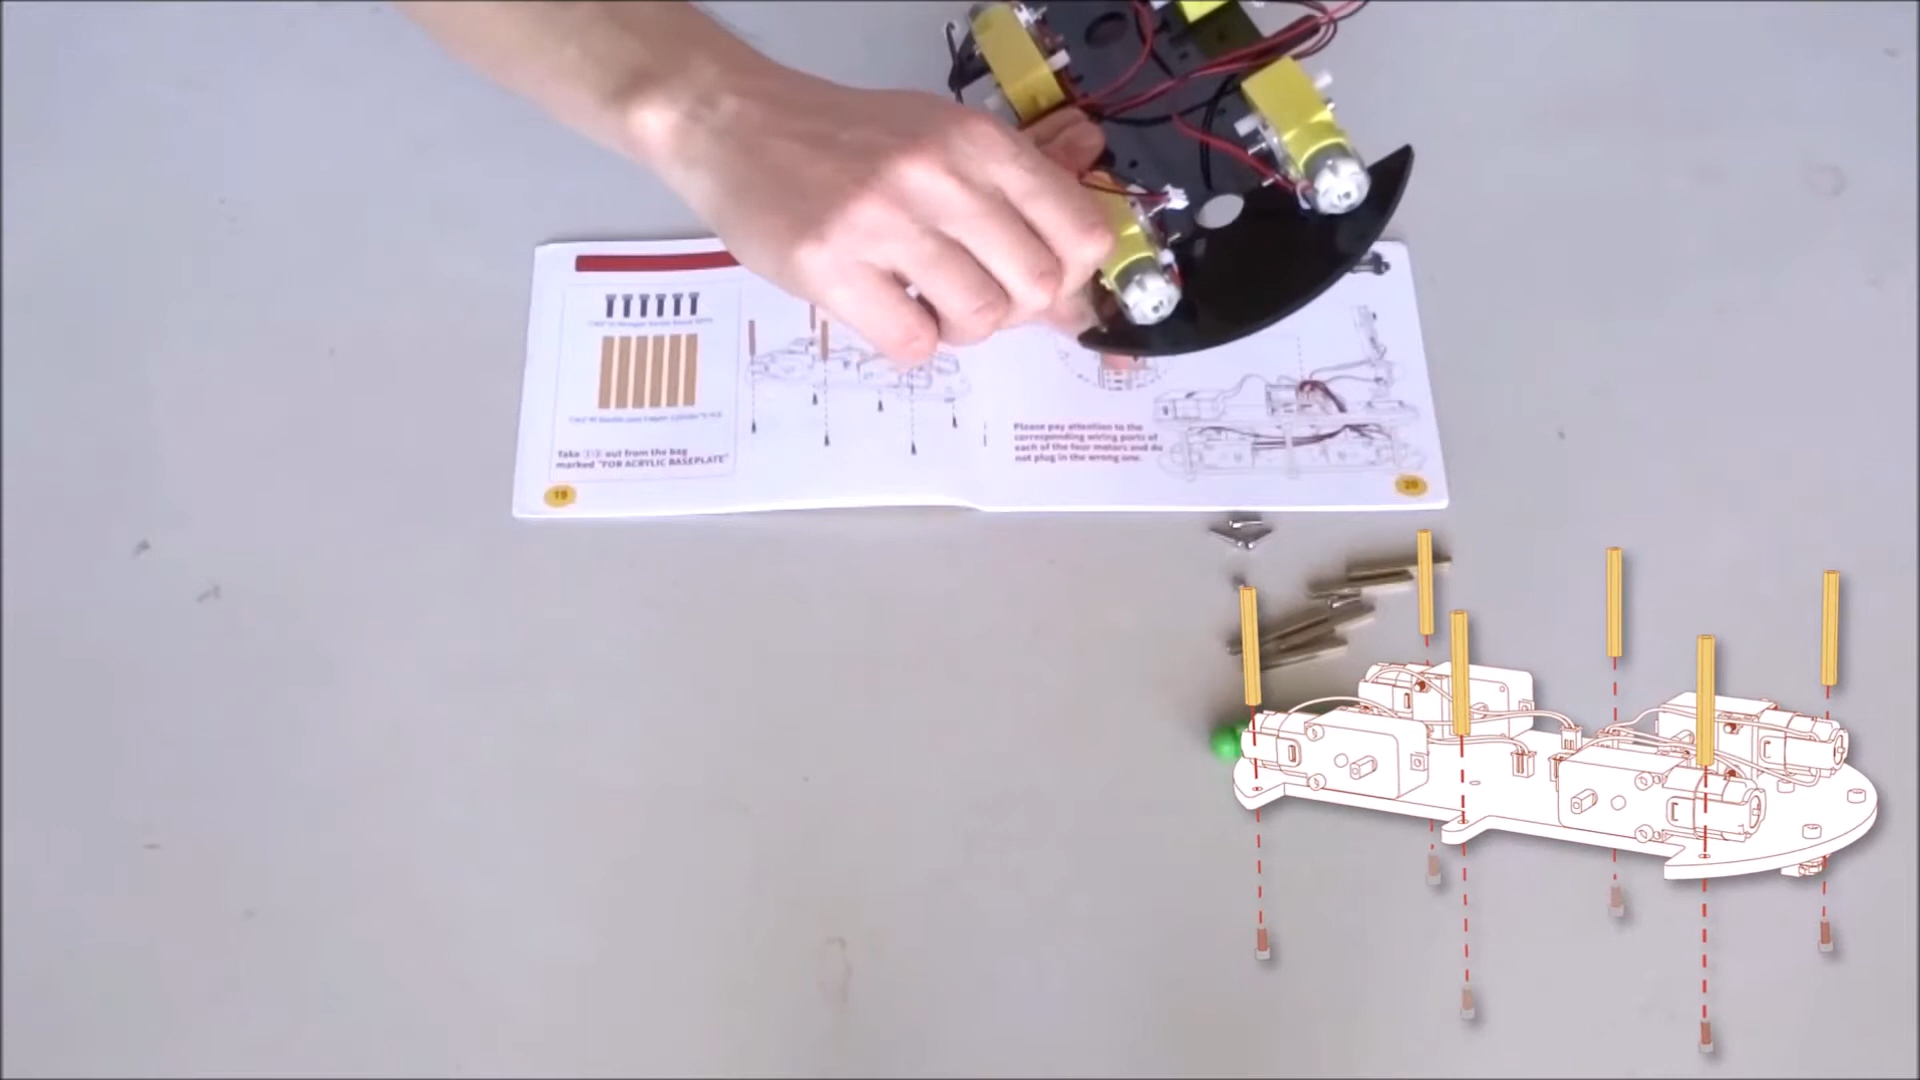 Take ①② out from the bag
marked "FOR ACRYLIC BASEPLATE"
19
Please pay attention to the
corresponding wiring ports of
each of the four motors and do
not plug in the wrong one.
20